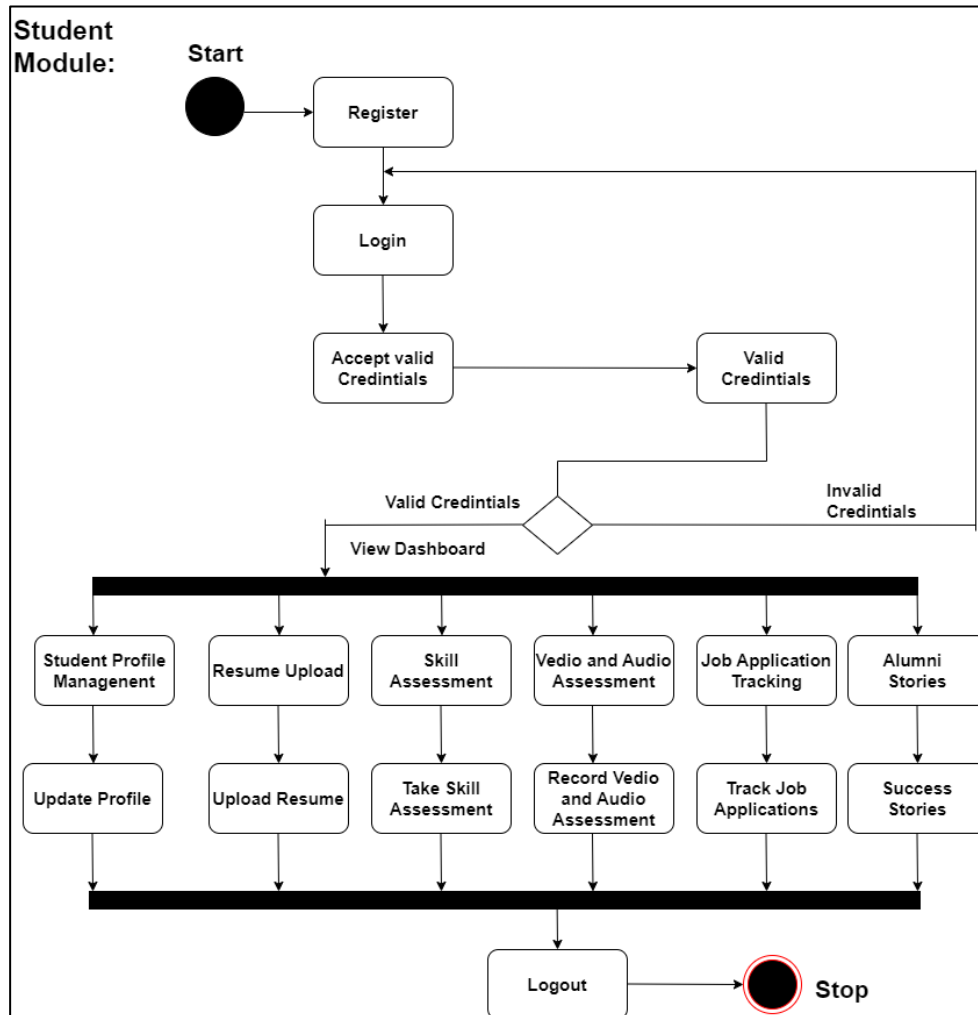 Student
Module:
Start
Register
Login
Accept valid
Credintials
Valid
Credintials
Valid Credintials
Invalid
Credintials
View Dashboard
Student Profile
Managenent
Resume Upload
Skill
Assessment
Vedio and Audio
Assessment
Job Application
Tracking
Alumni
Stories
Update Profile
Upload Resume
Take Skill
Assessment
Record Vedio
and Audio
Assessment
Track Job
Applications
Success
Stories
Logout
Stop